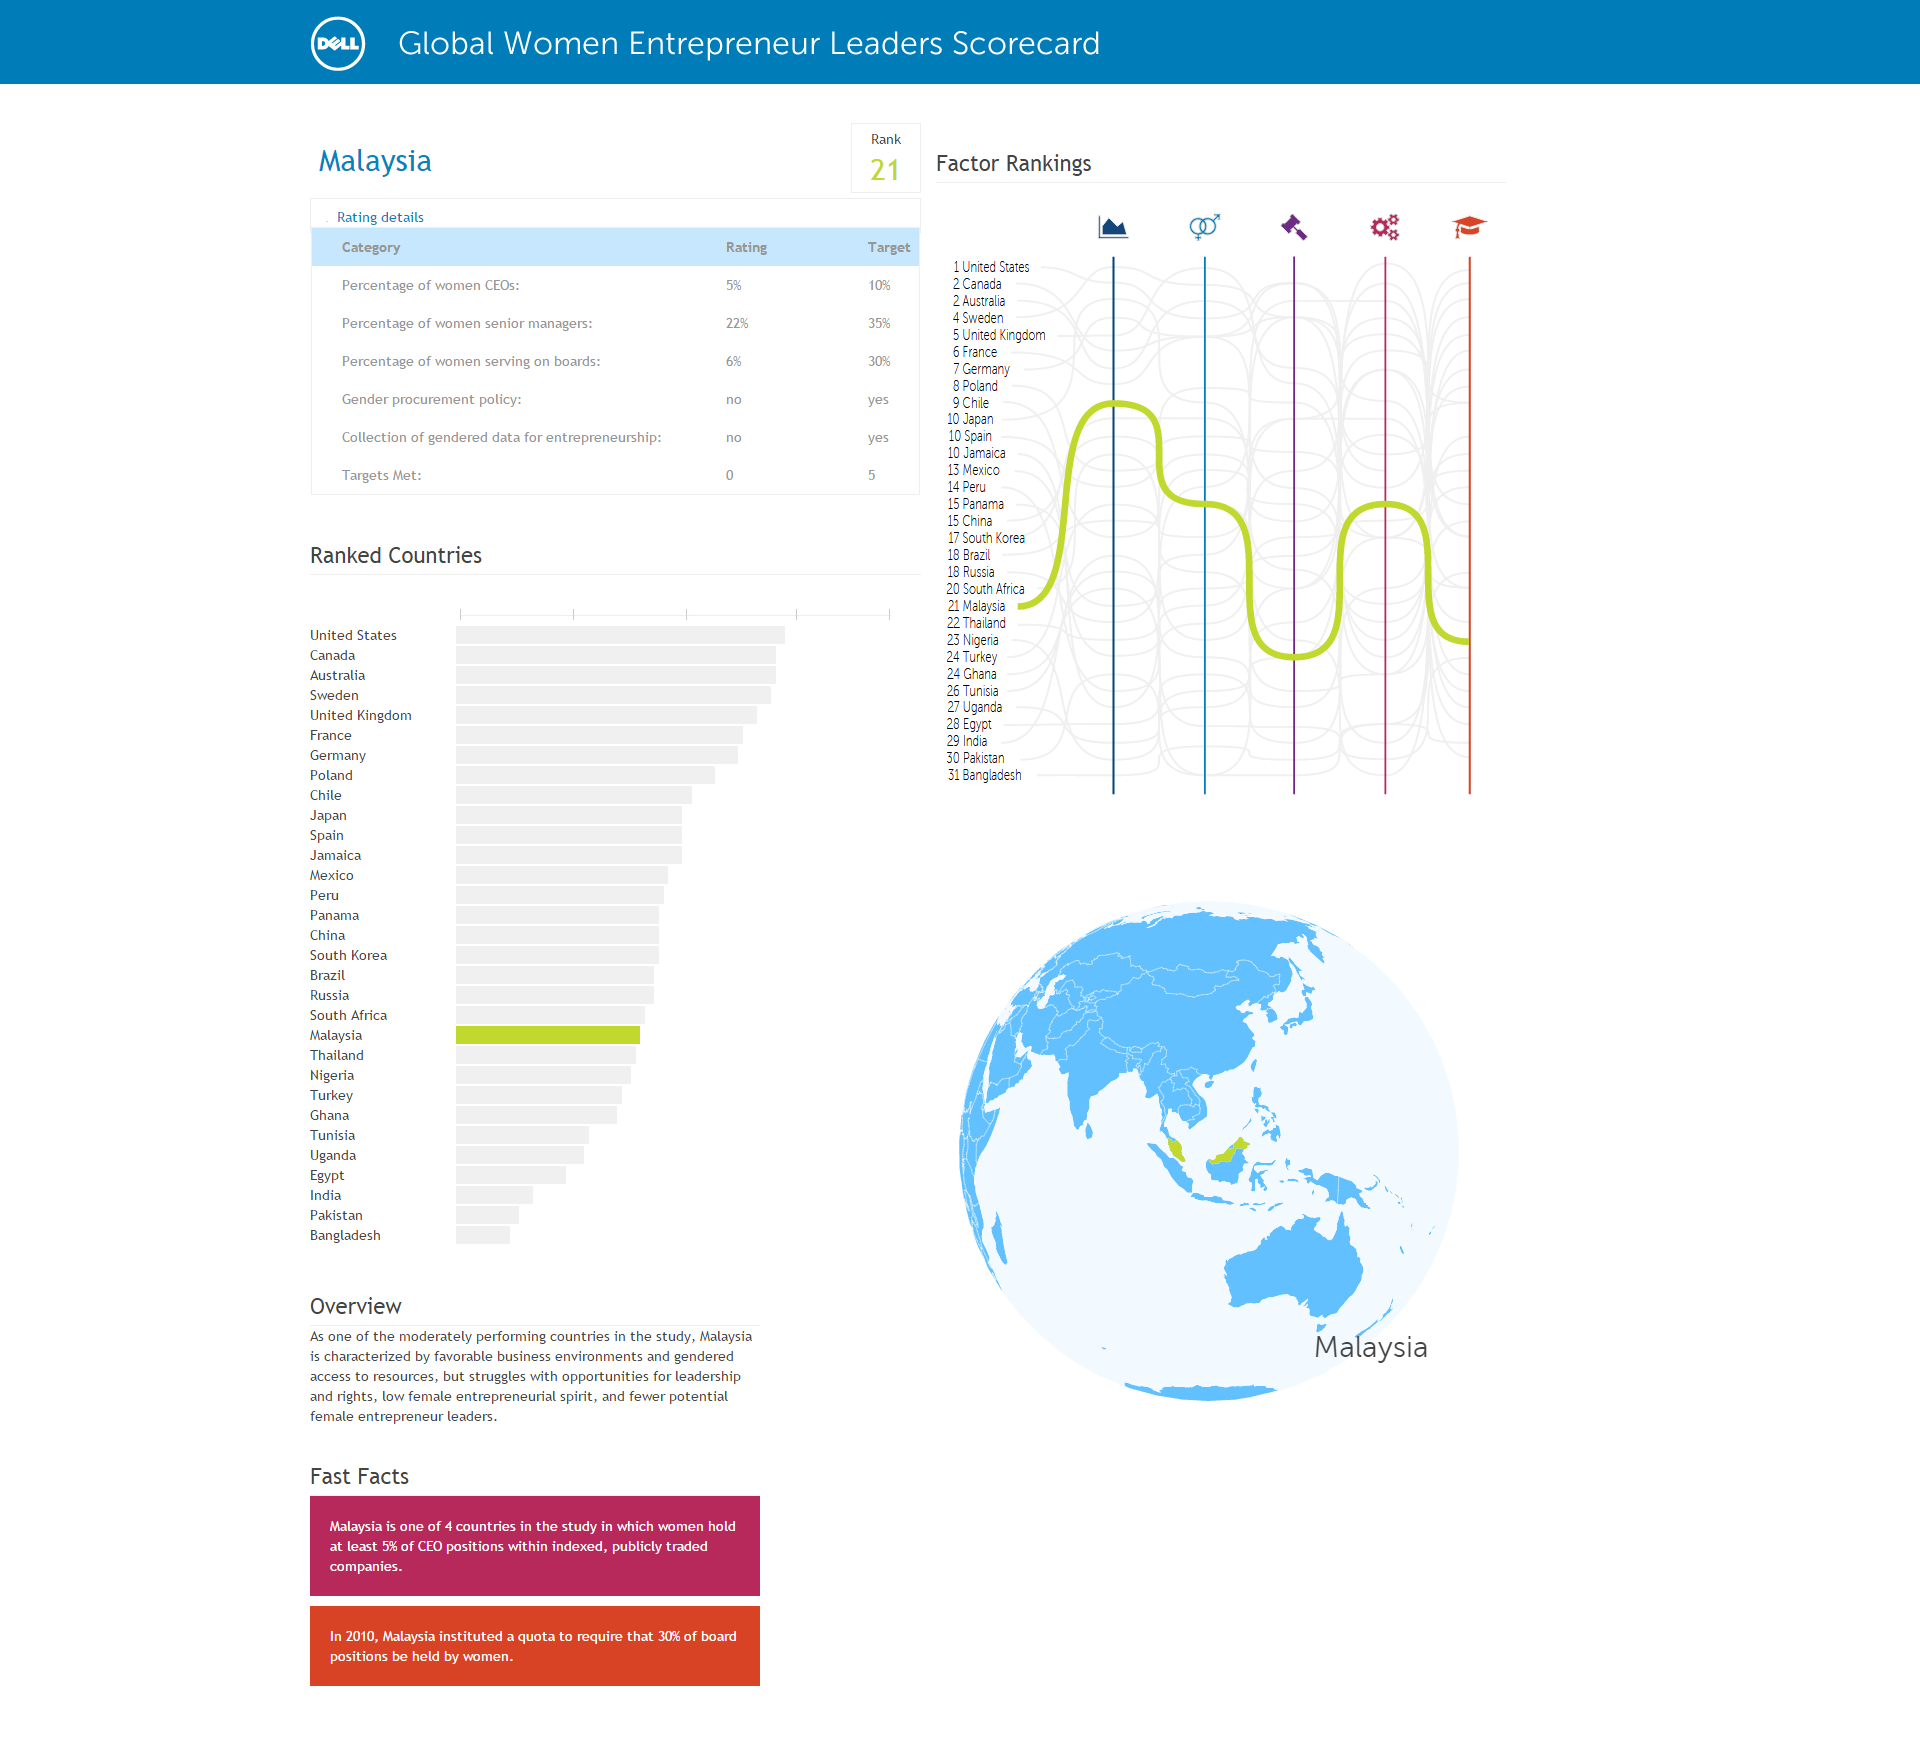 DELL Global Women Entrepreneur Leaders Scorecard
Malaysia
Rank
21
Rating details
Category Rating Target
Percentage of women CEOs: 5% 10%
Percentage of women senior managers: 22% 35%
Percentage of women serving on boards: 6% 30%
Gender procurement policy: no yes
Collection of gendered data for entrepreneurship: no yes
Targets Met: 0 5
Ranked Countries
United States
Canada
Australia
Sweden
United Kingdom
France
Germany
Poland
Chile
Japan
Spain
Jamaica
Mexico
Peru
Panama
China
South Korea
Brazil
Russia
South Africa
Malaysia
Thailand
Nigeria
Turkey
Ghana
Tunisia
Uganda
Egypt
India
Pakistan
Bangladesh
Overview
As one of the moderately performing countries in the study, Malaysia
is characterized by favorable business environments and gendered
access to resources, but struggles with opportunities for leadership
and rights, low female entrepreneurial spirit, and fewer potential
female entrepreneur leaders.
Fast Facts
Malaysia is one of 4 countries in the study in which women hold
at least 5% of CEO positions within indexed, publicly traded
companies.
In 2010, Malaysia instituted a quota to require that 30% of board
positions be held by women.
Factor Rankings
1 United States
2 Canada
2 Australia
4 Sweden
5 United Kingdom
6 France
7 Germany
8 Poland
9 Chile
10 Japan
10 Spain
10 Jamaica
13 Mexico
14 Peru
15 Panama
15 China
17 South Korea
18 Brazil
18 Russia
20 South Africa
21 Malaysia
22 Thailand
23 Nigeria
24 Turkey
24 Ghana
26 Tunisia
27 Uganda
28 Egypt
29 India
30 Pakistan
31 Bangladesh
Malaysia